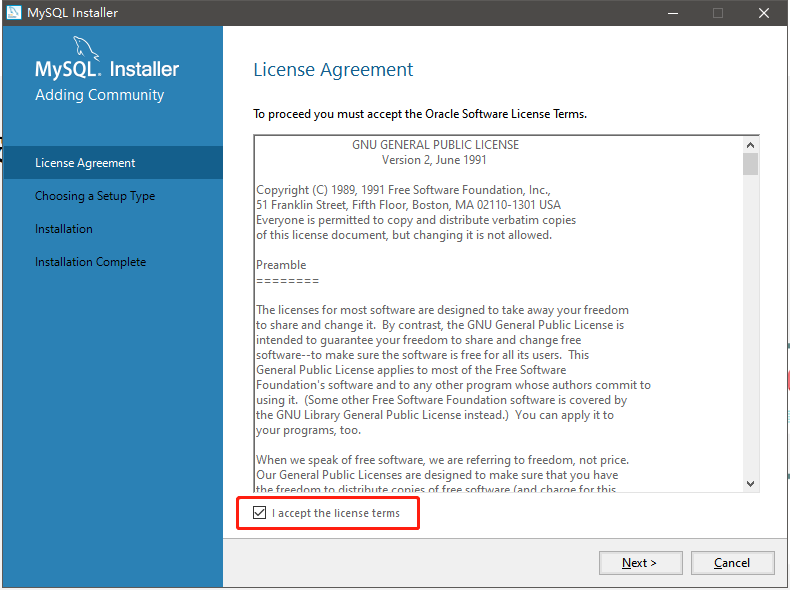 MySQL Installer
MySQL. Installer
Adding Community
License Agreement
Choosing a Setup Type
Installation
Installation Complete
License Agreement
To proceed you must accept the Oracle Software License Terms.
GNU GENERAL PUBLIC LICENSE
Version 2, June 1991
Copyright (C) 1989, 1991 Free Software Foundation, Inc.,
51 Franklin Street, Fifth Floor, Boston, MA 02110-1301 USA
Everyone is permitted to copy and distribute verbatim copies
of this license document, but changing it is not allowed.
Preamble
========
The licenses for most software are designed to take away your freedom
to share and change it.  By contrast, the GNU General Public License is
intended to guarantee your freedom to share and change free
software--to make sure the software is free for all its users.  This
General Public License applies to most of the Free Software
Foundation's software and to any other program whose authors commit to
using it.  (Some other Free Software Foundation software is covered by
the GNU Library General Public License instead.)  You can apply it to
your programs, too.
When we speak of free software, we are referring to freedom, not price.
Our General Public Licenses are designed to make sure that you have
the freedom to distribute copies of free software (and charge for this
I accept the license terms
Next >
Cancel